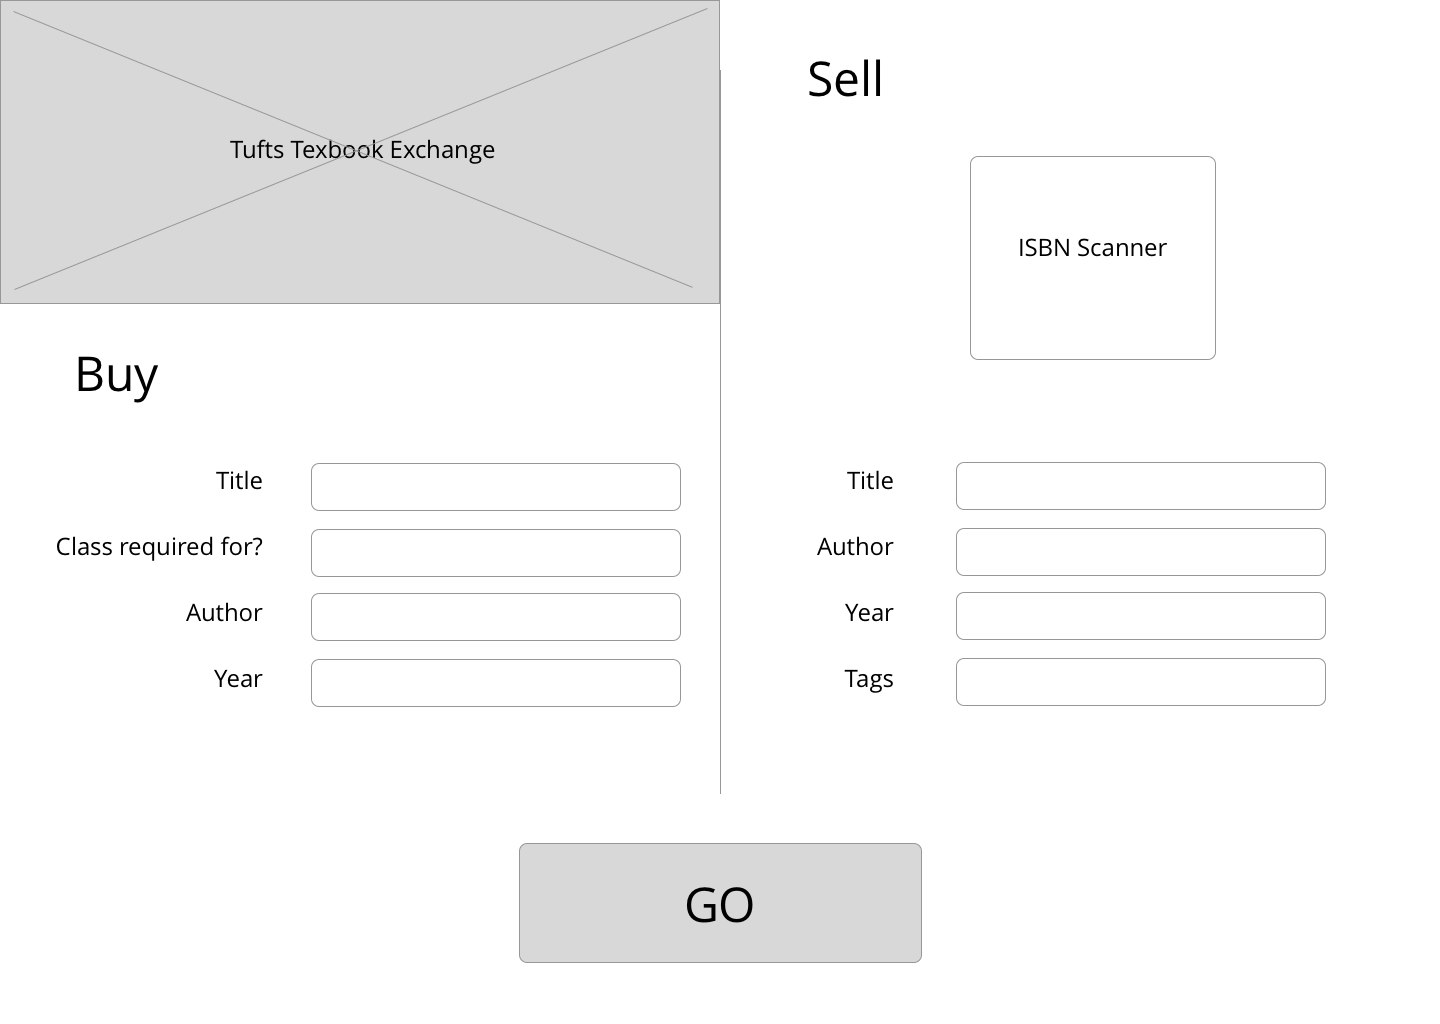 Tufts Texbook Exchange
Buy
Title
Class required for?
Author
Year
Sell
ISBN Scanner
Title
Author
Year
Tags
GO